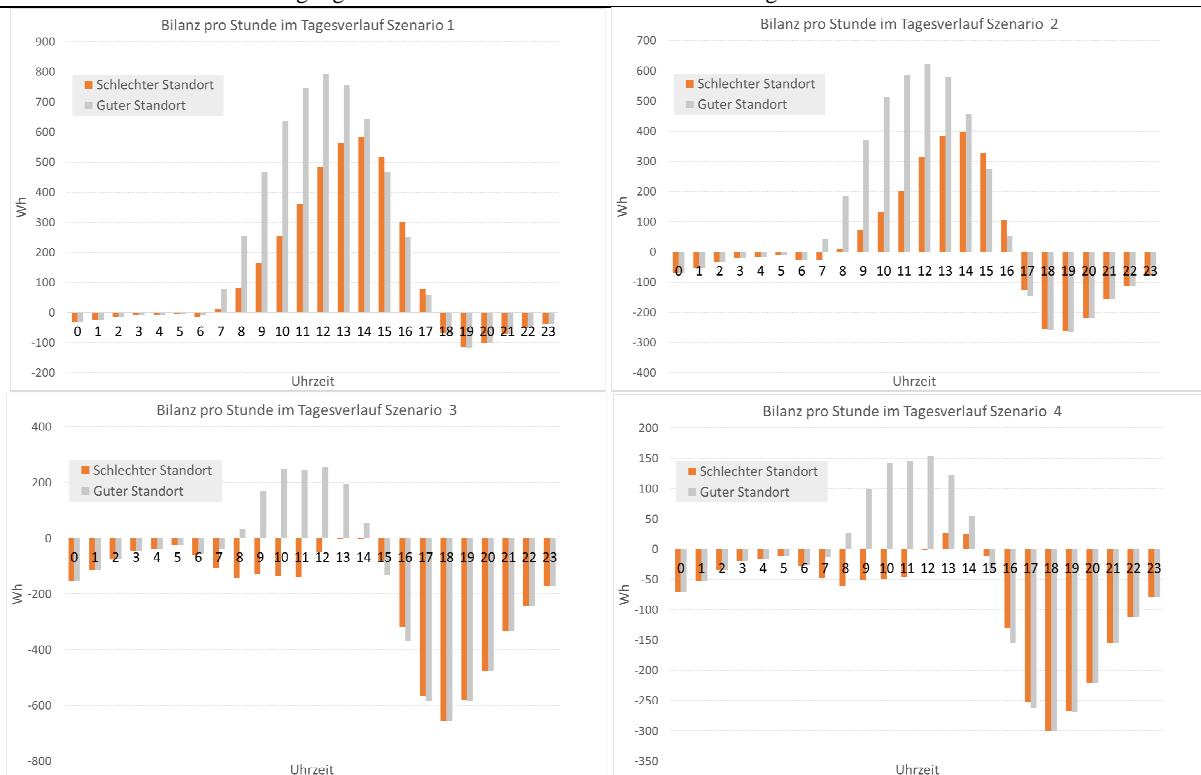 Bilanz pro Stunde im Tagesverlauf Szenario 1
900
800
700
600
500
400
300
200
100
0
-100
-200
Wh
Schlechter Standort
Guter Standort
0 1 2 3 4 5 6 7 8 9 10 11 12 13 14 15 16 17 18 19 20 21 22 23
Uhrzeit
Bilanz pro Stunde im Tagesverlauf Szenario 2
700
600
500
400
300
200
100
0
-100
-200
-300
-400
Wh
Schlechter Standort
Guter Standort
0 1 2 3 4 5 6 7 8 9 10 11 12 13 14 15 16 17 18 19 20 21 22 23
Uhrzeit
Bilanz pro Stunde im Tagesverlauf Szenario 3
400
200
0
-200
-400
-600
-800
Wh
Schlechter Standort
Guter Standort
0 1 2 3 4 5 6 7 8 9 10 11 12 13 14 15 16 17 18 19 20 21 22 23
Uhrzeit
Bilanz pro Stunde im Tagesverlauf Szenario 4
200
150
100
50
0
-50
-100
-150
-200
-250
-300
-350
Wh
Schlechter Standort
Guter Standort
0 1 2 3 4 5 6 7 8 9 10 11 12 13 14 15 16 17 18 19 20 21 22 23
Uhrzeit